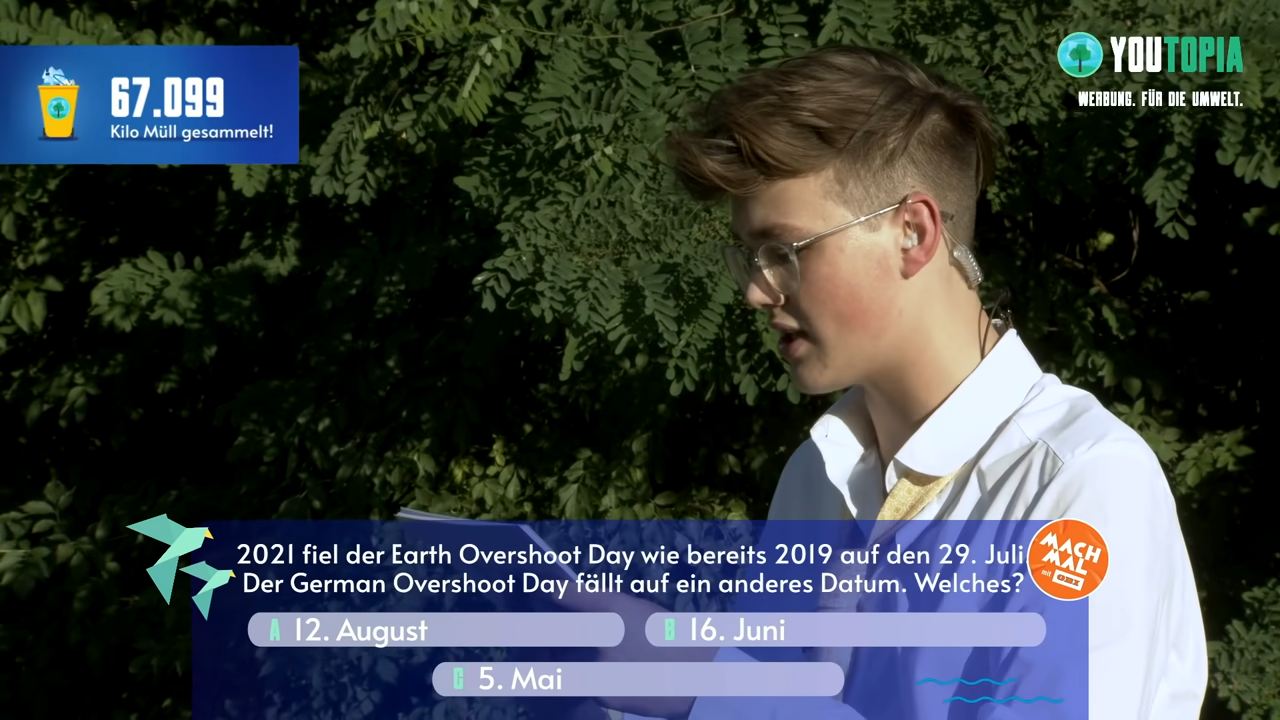 67.099
Kilo Müll gesammelt!
YOUTOPIA
WERBUNG. FÜR DIE UMWELT.
2021 fiel der Earth Overshoot Day wie bereits 2019 auf den 29. Juli
Der German Overshoot Day fällt auf ein anderes Datum. Welches?
MACH
MAL
mit OBI
A 12. August
B 16. Juni
C 5. Mai